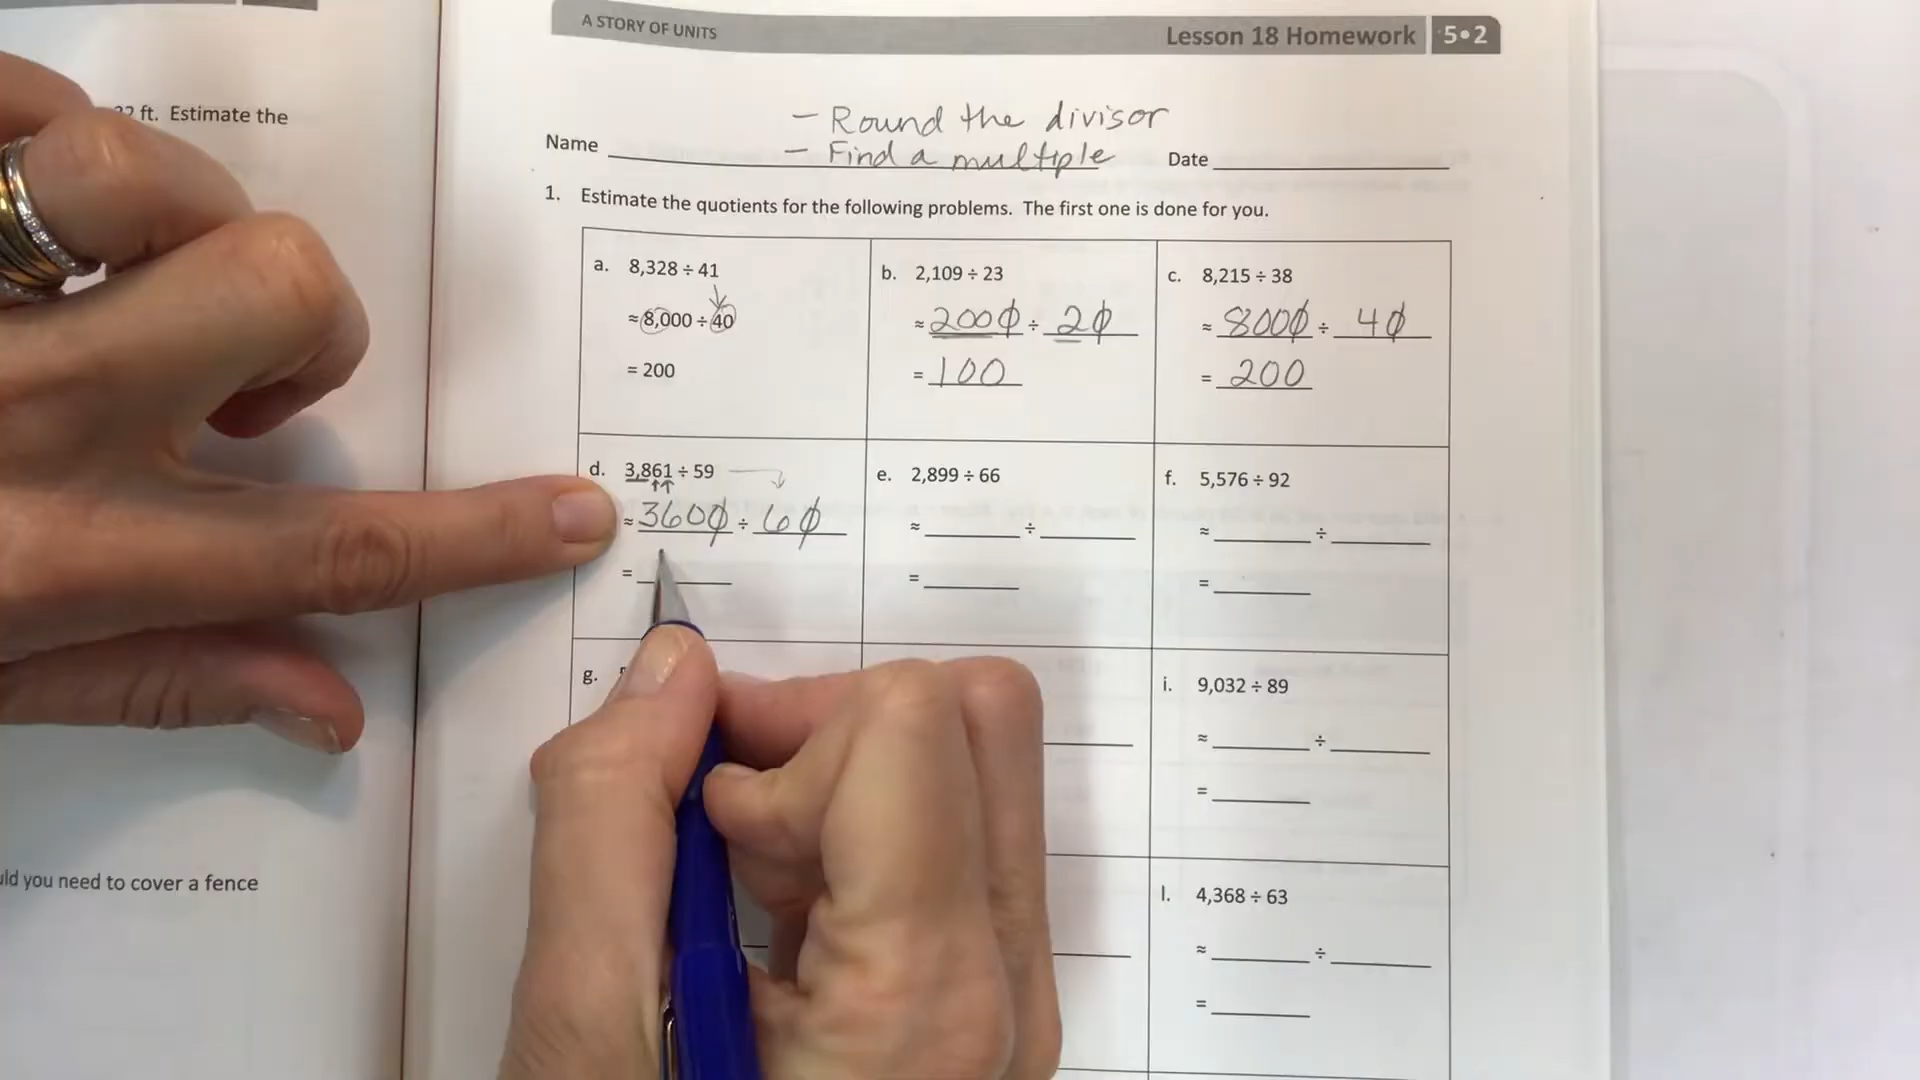 A STORY OF UNITS
Lesson 18 Homework 5•2
ft. Estimate the
– Round the divisor
Name
– Find a multiple
Date
1. Estimate the quotients for the following problems. The first one is done for you.
a. 8,328 ÷ 41
≈ 8,000 ÷ 40
= 200
b. 2,109 ÷ 23
≈ 2000 ÷ 20
= 100
c. 8,215 ÷ 38
≈ 8000 ÷ 40
= 200
d. 3,861 ÷ 59
≈ 3600 ÷ 60
=
e. 2,899 ÷ 66
≈ ÷
=
f. 5,576 ÷ 92
≈ ÷
=
g.
i. 9,032 ÷ 89
≈ ÷
=
you need to cover a fence
l. 4,368 ÷ 63
≈ ÷
=